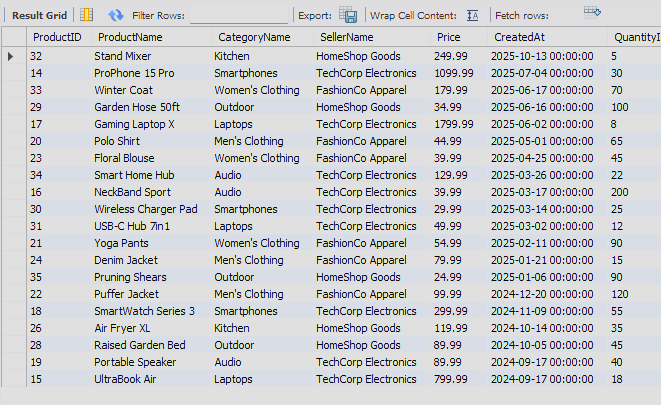 Result Grid Filter Rows: Export: Wrap Cell Content: IA Fetch rows:
ProductID ProductName CategoryName SellerName Price CreatedAt QuantityI
32 Stand Mixer Kitchen HomeShop Goods 249.99 2025-10-13 00:00:00 5
14 ProPhone 15 Pro Smartphones TechCorp Electronics 1099.99 2025-07-04 00:00:00 30
33 Winter Coat Women's Clothing FashionCo Apparel 179.99 2025-06-17 00:00:00 70
29 Garden Hose 50ft Outdoor HomeShop Goods 34.99 2025-06-16 00:00:00 100
17 Gaming Laptop X Laptops TechCorp Electronics 1799.99 2025-06-02 00:00:00 8
20 Polo Shirt Men's Clothing FashionCo Apparel 44.99 2025-05-01 00:00:00 65
23 Floral Blouse Women's Clothing FashionCo Apparel 39.99 2025-04-25 00:00:00 45
34 Smart Home Hub Audio TechCorp Electronics 129.99 2025-03-26 00:00:00 22
16 NeckBand Sport Audio TechCorp Electronics 39.99 2025-03-17 00:00:00 200
30 Wireless Charger Pad Smartphones TechCorp Electronics 29.99 2025-03-14 00:00:00 25
31 USB-C Hub 7in1 Laptops TechCorp Electronics 49.99 2025-03-02 00:00:00 12
21 Yoga Pants Women's Clothing FashionCo Apparel 54.99 2025-02-11 00:00:00 90
24 Denim Jacket Men's Clothing FashionCo Apparel 79.99 2025-01-21 00:00:00 15
35 Pruning Shears Outdoor HomeShop Goods 24.99 2025-01-06 00:00:00 90
22 Puffer Jacket Men's Clothing FashionCo Apparel 99.99 2024-12-20 00:00:00 120
18 SmartWatch Series 3 Smartphones TechCorp Electronics 299.99 2024-11-09 00:00:00 55
26 Air Fryer XL Kitchen HomeShop Goods 119.99 2024-10-14 00:00:00 35
28 Raised Garden Bed Outdoor HomeShop Goods 89.99 2024-10-05 00:00:00 45
19 Portable Speaker Audio TechCorp Electronics 89.99 2024-09-17 00:00:00 40
15 UltraBook Air Laptops TechCorp Electronics 799.99 2024-09-17 00:00:00 18